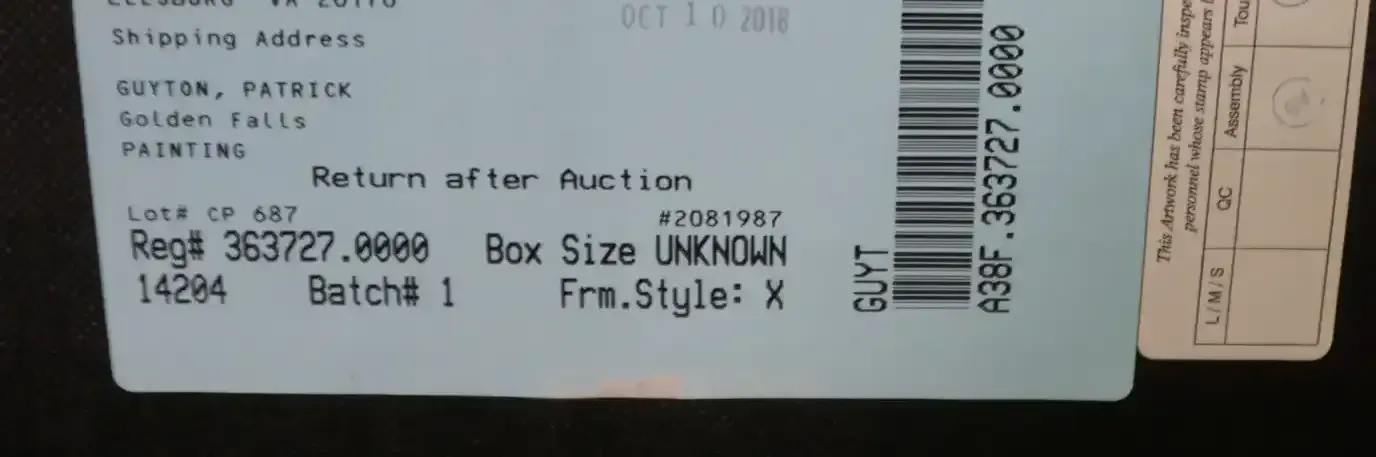 OCT 10 2018
Shipping Address
GUYTON, PATRICK
Golden Falls
PAINTING
Return after Auction
Lot# CP 687
#2081987
Reg# 363727.0000 Box Size UNKNOWN
14204 Batch# 1 Frm.Style: X
GUYT
A38F.363727.0000
This Artwork has been carefully
personnel whose stamp appears
L/M/S QC Assembly